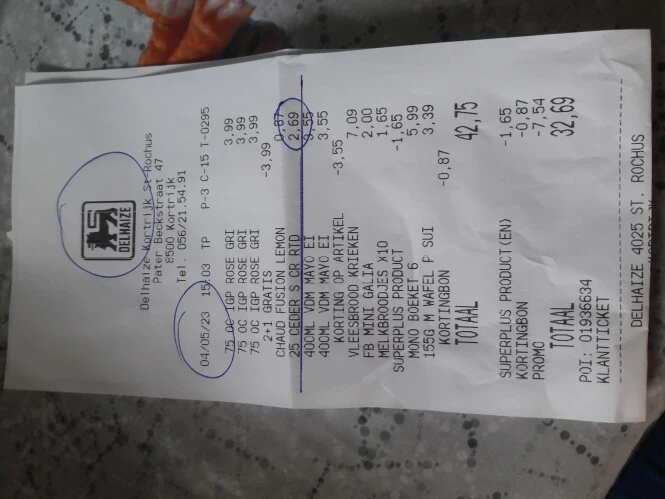 DELHAIZE
Delhaize Kortrijk St Rochus
Pater Beckstraat 47
8500 Kortrijk
Tel. 056/21.54.91
04/05/23 15:03 TP P-3 C-15 T-0295
75 OC IGP ROSE GRI 3,99
75 OC IGP ROSE GRI 3,99
75 OC IGP ROSE GRI 3,99
2+1 GRATIS -3,99
CHAUD FUSION LEMON 0,87
25 CEDER S CR RTD 2,69
400ML VDM MAYO EI 3,55
400ML VDM MAYO EI 3,55
KORTING OP ARTIKEL -3,55
VLEESBROOD KRIEKEN 7,09
FB MINI GALIA 2,00
MELKBROODJES X10 1,65
SUPERPLUS PRODUCT -1,65
MONO BOEKET 6 5,99
155G M WAFEL P SUI 3,39
KORTINGBON -0,87
TOTAAL 42,75
SUPERPLUS PRODUCT(EN) -1,65
KORTINGBON -0,87
PROMO -7,54
TOTAAL 32,69
POI: 01936634
KLANTTICKET
DELHAIZE 4025 ST. ROCHUS